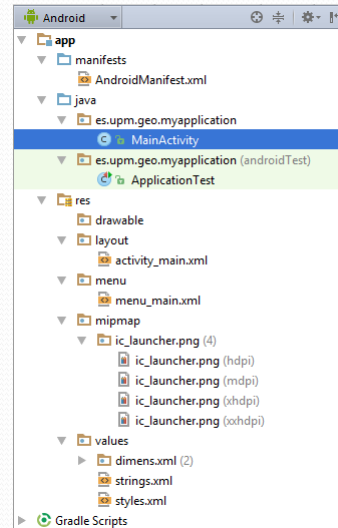 Android
app
manifests
AndroidManifest.xml
java
es.upm.geo.myapplication
MainActivity
es.upm.geo.myapplication (androidTest)
ApplicationTest
res
drawable
layout
activity_main.xml
menu
menu_main.xml
mipmap
ic_launcher.png (4)
ic_launcher.png (hdpi)
ic_launcher.png (mdpi)
ic_launcher.png (xhdpi)
ic_launcher.png (xxhdpi)
values
dimens.xml (2)
strings.xml
styles.xml
Gradle Scripts